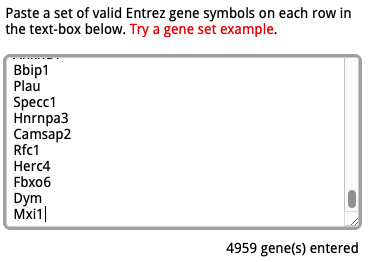 Paste a set of valid Entrez gene symbols on each row in
the text-box below. Try a gene set example.
Bbip1
Plau
Specc1
Hnrnpa3
Camsap2
Rfc1
Herc4
Fbxo6
Dym
Mxi1
4959 gene(s) entered